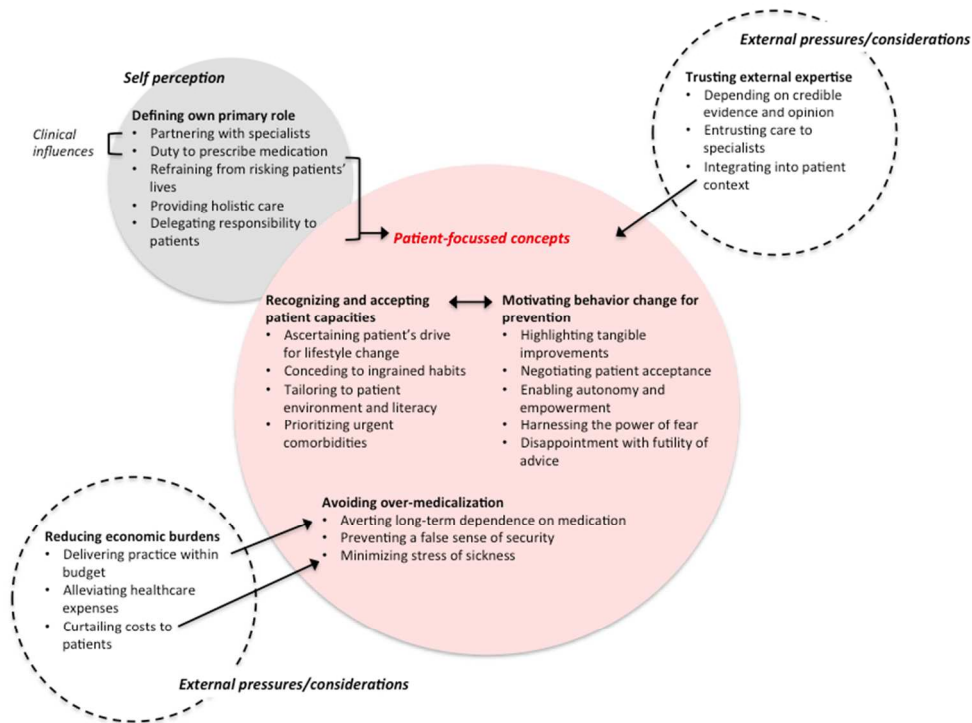 External pressures/considerations
Self perception
Trusting external expertise
• Depending on credible
evidence and opinion
• Entrusting care to
specialists
• Integrating into patient
context
Defining own primary role
• Partnering with specialists
• Duty to prescribe medication
• Refraining from risking patients'
lives
• Providing holistic care
• Delegating responsibility to
patients
Clinical
influences
Patient-focussed concepts
Recognizing and accepting
patient capacities
• Ascertaining patient's drive
for lifestyle change
• Conceding to ingrained habits
• Tailoring to patient
environment and literacy
• Prioritizing urgent
comorbidities
Motivating behavior change for
prevention
• Highlighting tangible
improvements
• Negotiating patient acceptance
• Enabling autonomy and
empowerment
• Harnessing the power of fear
• Disappointment with futility of
advice
Avoiding over-medicalization
• Averting long-term dependence on medication
• Preventing a false sense of security
• Minimizing stress of sickness
Reducing economic burdens
• Delivering practice within
budget
• Alleviating healthcare
expenses
• Curtailing costs to
patients
External pressures/considerations